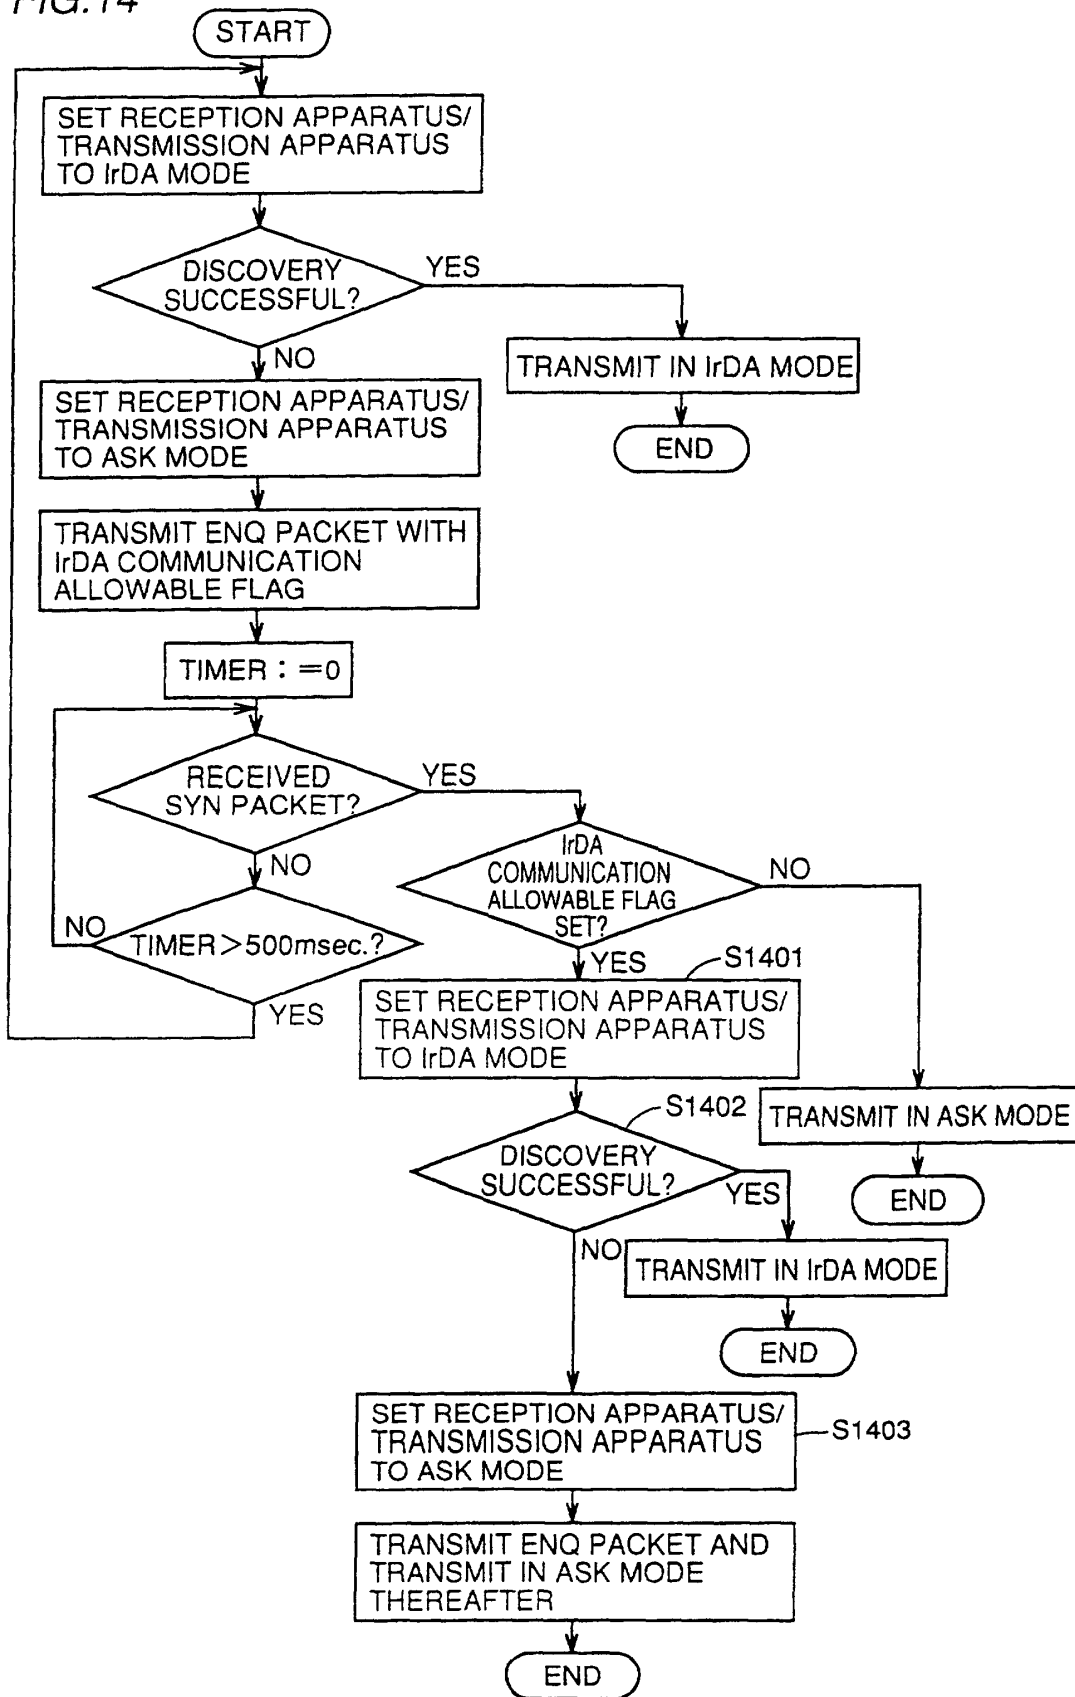 FIG.14
START
SET RECEPTION APPARATUS/
TRANSMISSION APPARATUS
TO IrDA MODE
DISCOVERY
SUCCESSFUL?
YES
NO
TRANSMIT IN IrDA MODE
END
SET RECEPTION APPARATUS/
TRANSMISSION APPARATUS
TO ASK MODE
TRANSMIT ENQ PACKET WITH
IrDA COMMUNICATION
ALLOWABLE FLAG
TIMER : =0
RECEIVED
SYN PACKET?
YES
NO
IrDA
COMMUNICATION
ALLOWABLE FLAG
SET?
NO
YES
TIMER>500msec.?
NO
YES
S1401
SET RECEPTION APPARATUS/
TRANSMISSION APPARATUS
TO IrDA MODE
TRANSMIT IN ASK MODE
END
S1402
DISCOVERY
SUCCESSFUL?
YES
NO
TRANSMIT IN IrDA MODE
END
SET RECEPTION APPARATUS/
TRANSMISSION APPARATUS
TO ASK MODE
S1403
TRANSMIT ENQ PACKET AND
TRANSMIT IN ASK MODE
THEREAFTER
END